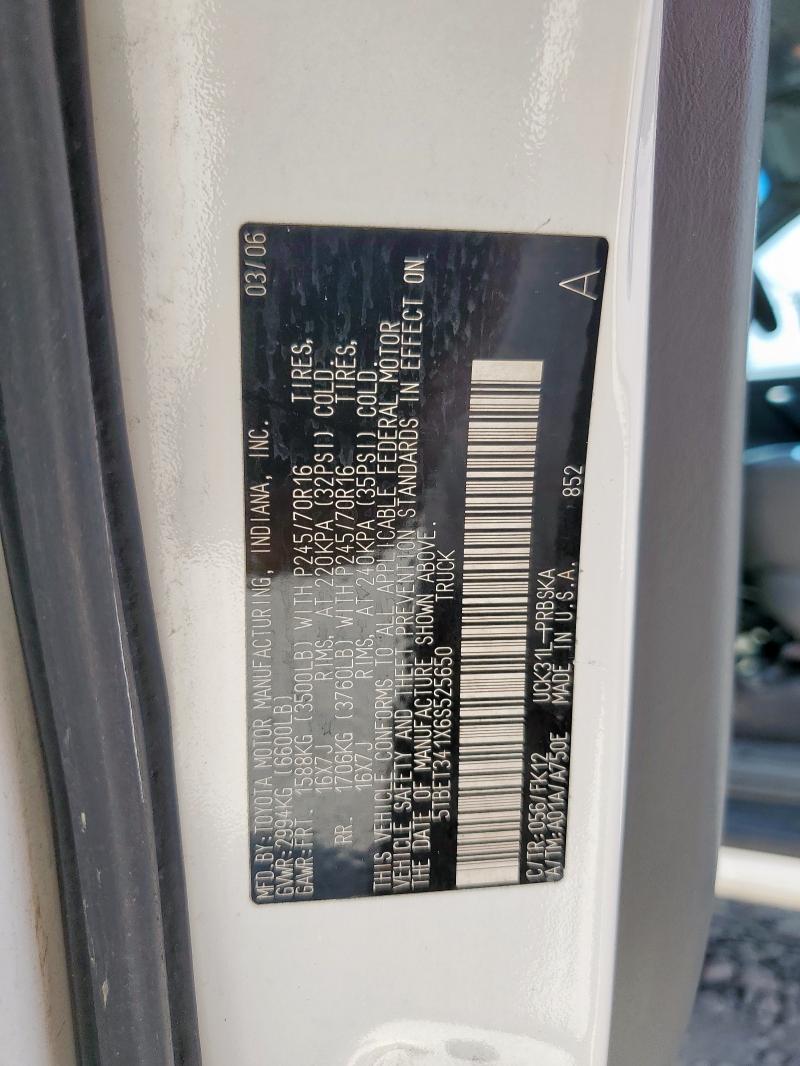 MFD.BY:TOYOTA MOTOR MANUFACTURING, INDIANA, INC. 03/06
GVWR:2994KG (6600LB)
GAWR:FRT. 1588KG (3500LB) WITH P245/70R16 TIRES,
16X7J RIMS, AT 220KPA (32PSI) COLD.
RR. 1706KG (3760LB) WITH P245/70R16 TIRES,
16X7J RIMS, AT 240KPA (35PSI) COLD.
THIS VEHICLE CONFORMS TO ALL APPLICABLE FEDERAL MOTOR
VEHICLE SAFETY AND THEFT PREVENTION STANDARDS IN EFFECT ON
THE DATE OF MANUFACTURE SHOWN ABOVE.
5TBET341X6S525650 TRUCK
C/TR:056/FK12 UCK31L-PRBSKA
A/TM:A01A/A750E MADE IN U.S.A. 852
A